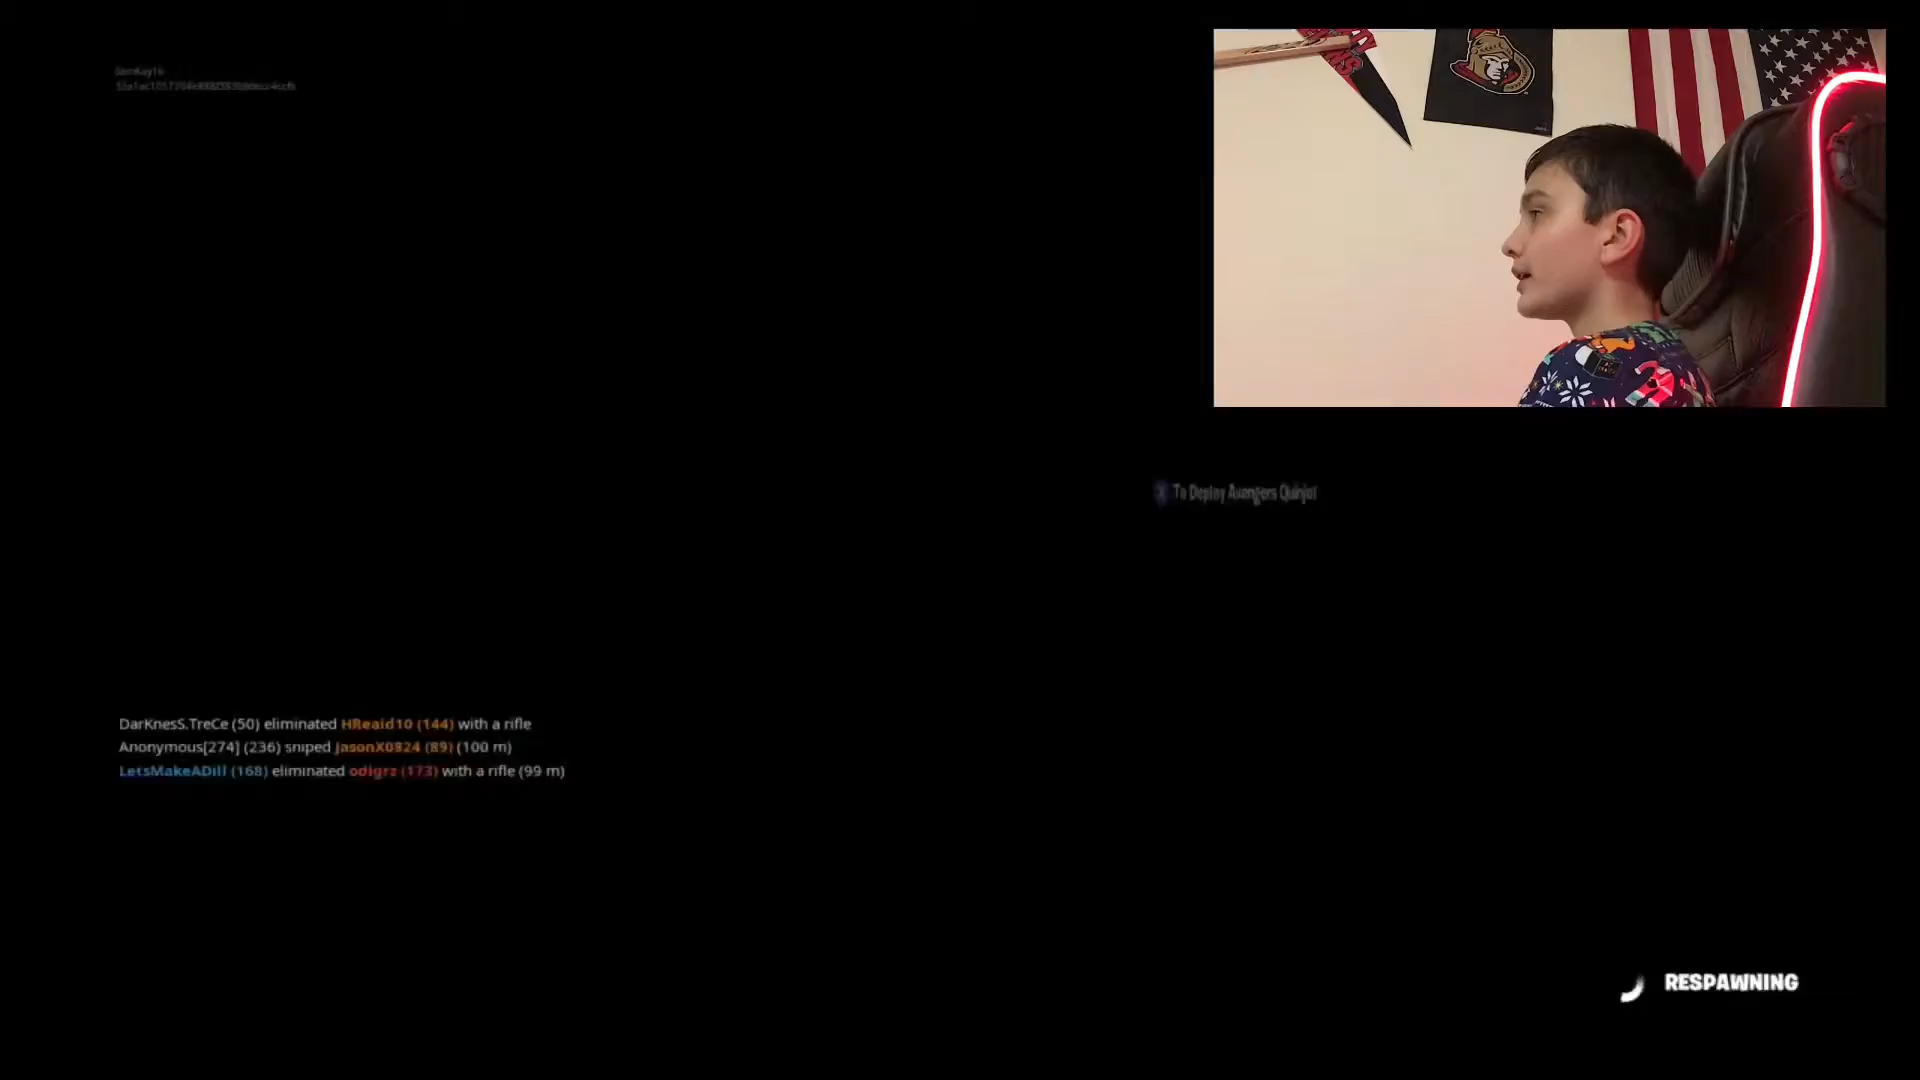 To Deploy Avengers Quinjet
DarKnesS.TreCe (50) eliminated HReaid10 (144) with a rifle
Anonymous[274] (236) sniped JasonX0824 (89) (100 m)
LetsMakeADill (168) eliminated odlgrz (173) with a rifle (99 m)
RESPAWNING